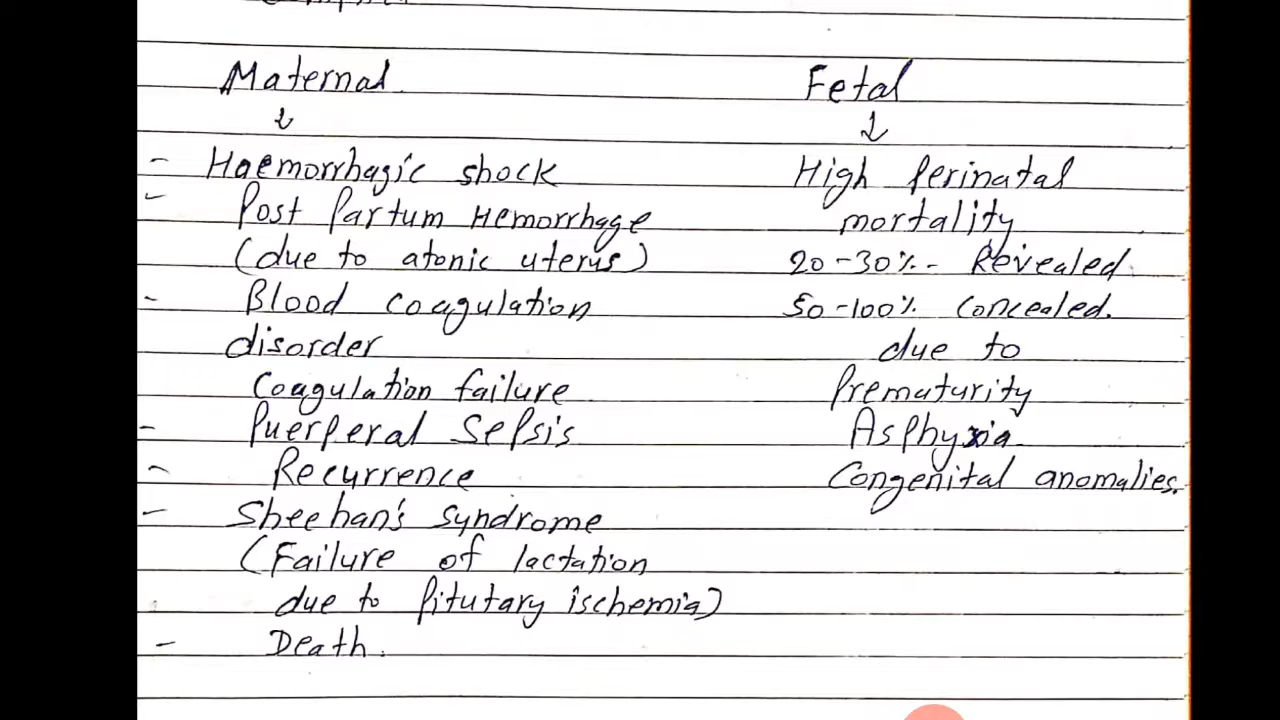 Maternal
Haemorrhagic shock
Post Partum Hemorrhage
(due to atonic uterus)
Blood coagulation
disorder
Coagulation failure
Puerperal Sepsis
Recurrence
Sheehan's syndrome
(Failure of lactation
due to Pitutary ischemia)
Death.
Fetal
High Perinatal
mortality
20-30% - Revealed.
50-100% Concealed.
due to
Prematurity
Asphyxia
Congenital anomalies.